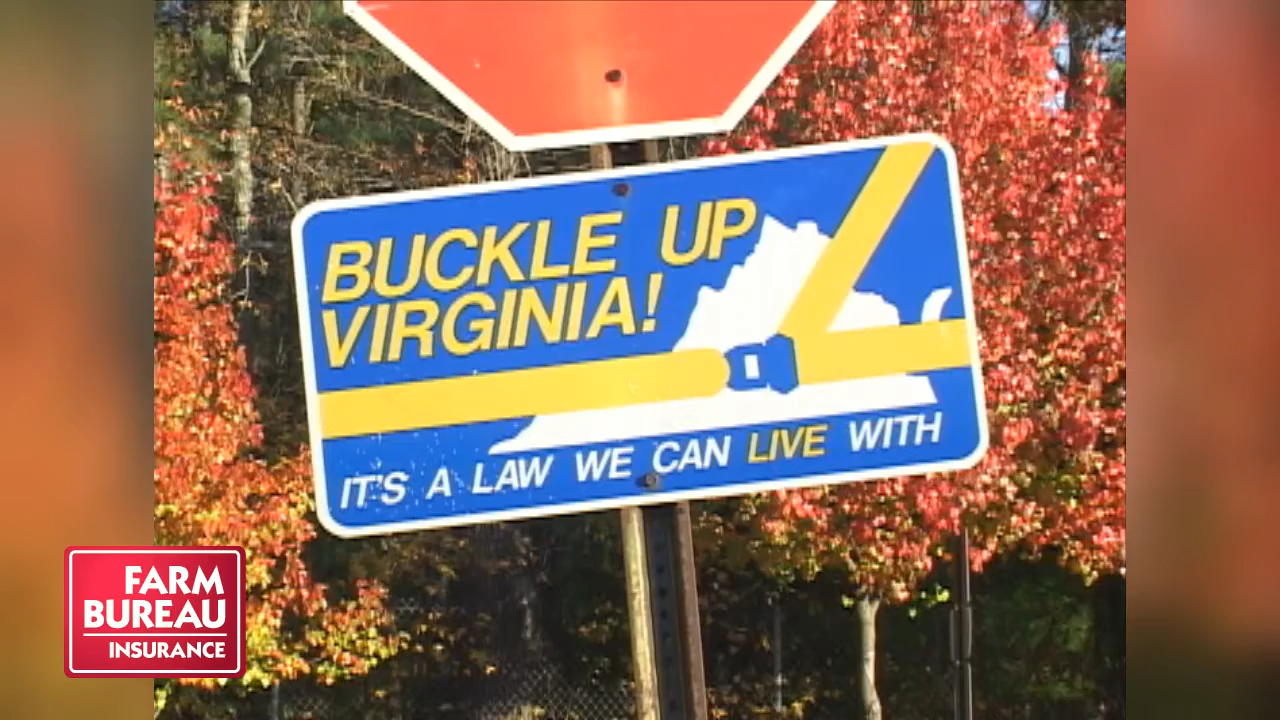 BUCKLE UP
VIRGINIA!
IT'S A LAW WE CAN LIVE WITH
FARM
BUREAU
INSURANCE